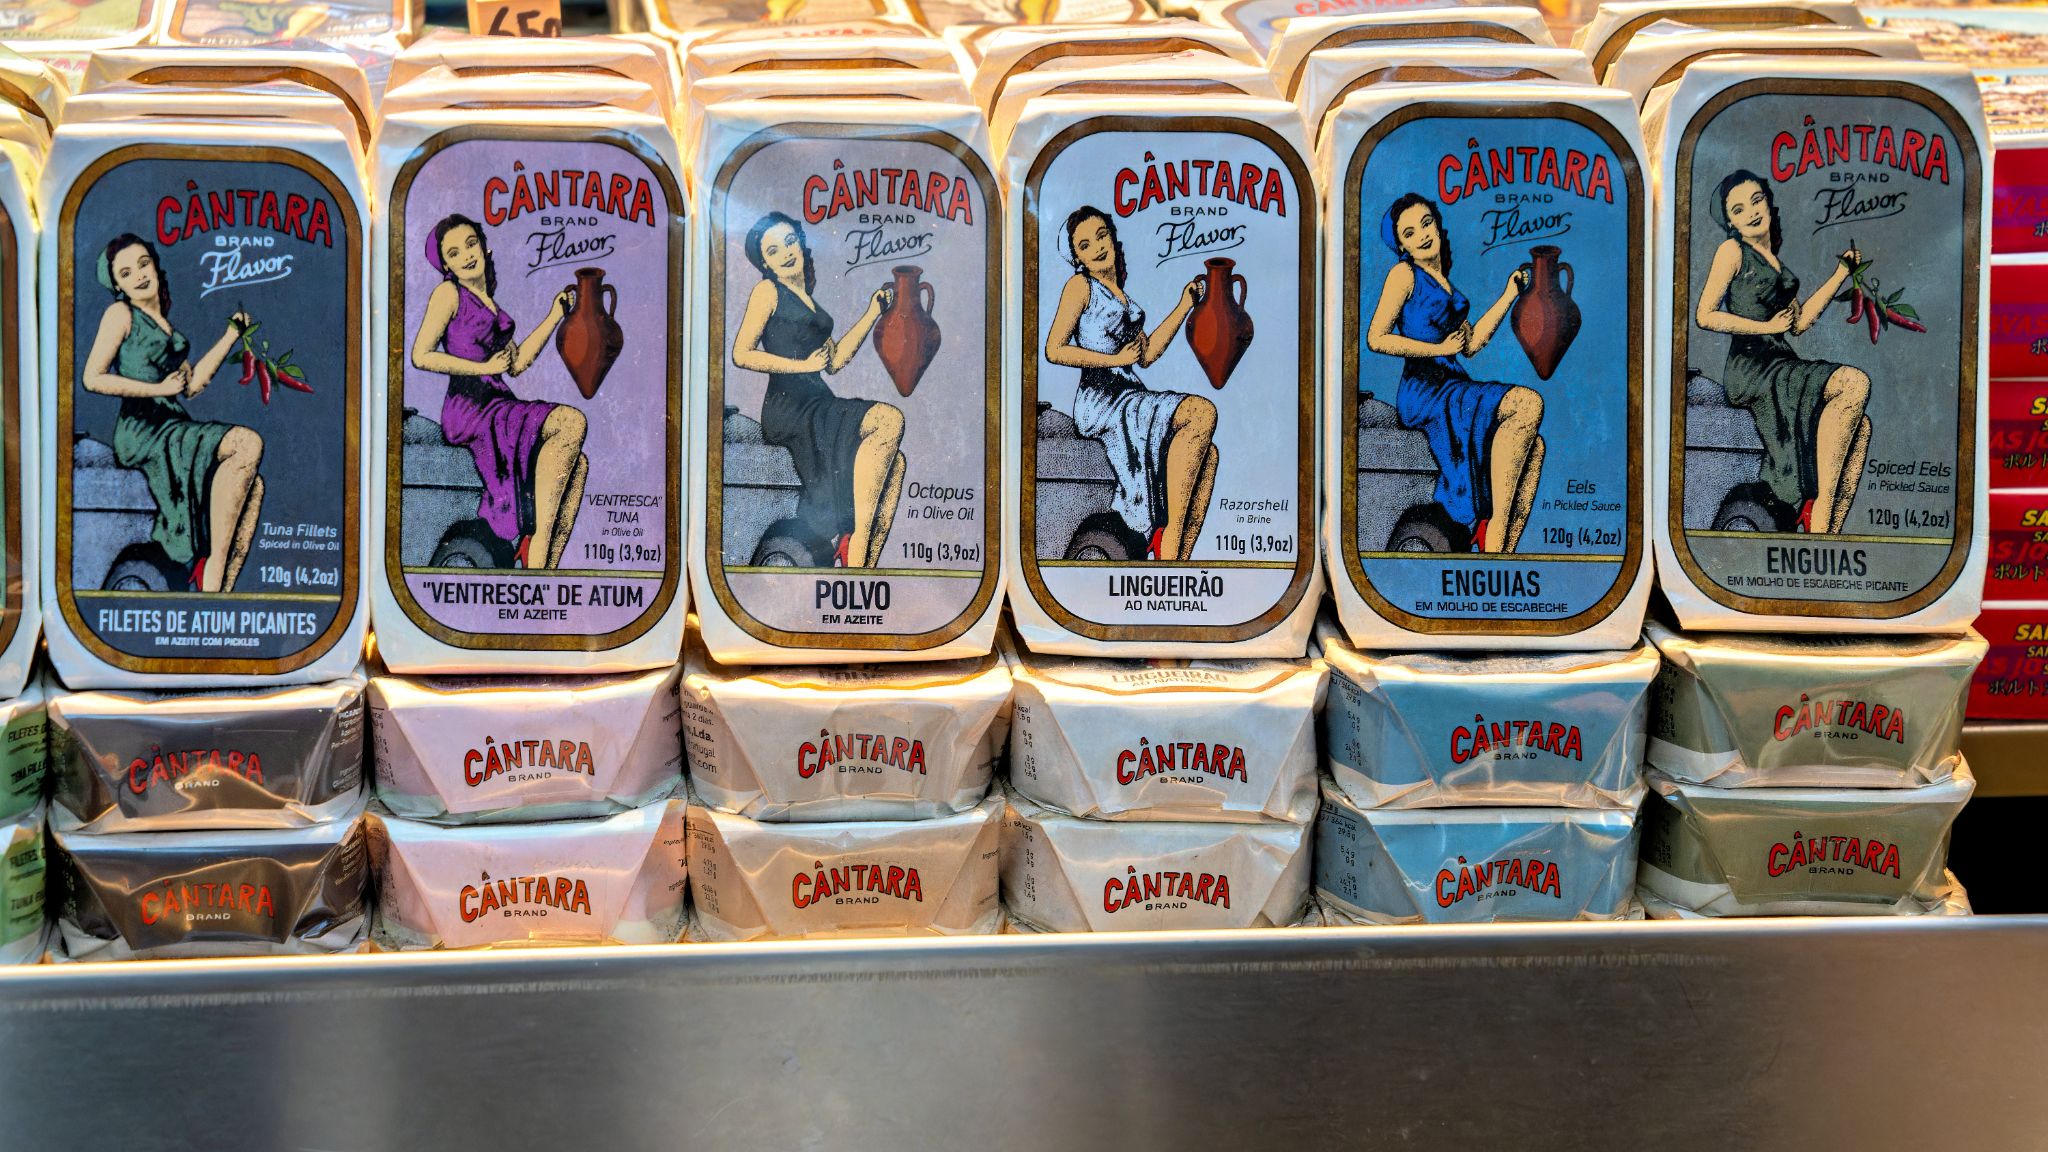 650
CÂNTARA
BRAND
Flavor
Tuna Fillets
Spiced in Olive Oil
120g (4,2oz)
FILETES DE ATUM PICANTES
EM AZEITE COM PICKLES
CÂNTARA
BRAND
Flavor
"VENTRESCA"
TUNA
in Olive Oil
110g (3,9oz)
"VENTRESCA" DE ATUM
EM AZEITE
CÂNTARA
BRAND
Flavor
Octopus
in Olive Oil
110g (3,9oz)
POLVO
EM AZEITE
CÂNTARA
BRAND
Flavor
Razorshell
in Brine
110g (3,9oz)
LINGUEIRÃO
AO NATURAL
CÂNTARA
BRAND
Flavor
Eels
in Pickled Sauce
120g (4,2oz)
ENGUIAS
EM MOLHO DE ESCABECHE
CÂNTARA
BRAND
Flavor
Spiced Eels
in Pickled Sauce
120g (4,2oz)
ENGUIAS
EM MOLHO DE ESCABECHE PICANTE
LINGUEIRÃO
AO NATURAL
CÂNTARA
BRAND
CÂNTARA
BRAND
CÂNTARA
BRAND
CÂNTARA
BRAND
CÂNTARA
BRAND
CÂNTARA
BRAND
CÂNTARA
BRAND
CÂNTARA
BRAND
CÂNTARA
BRAND
CÂNTARA
BRAND
CÂNTARA
BRAND
CÂNTARA
BRAND